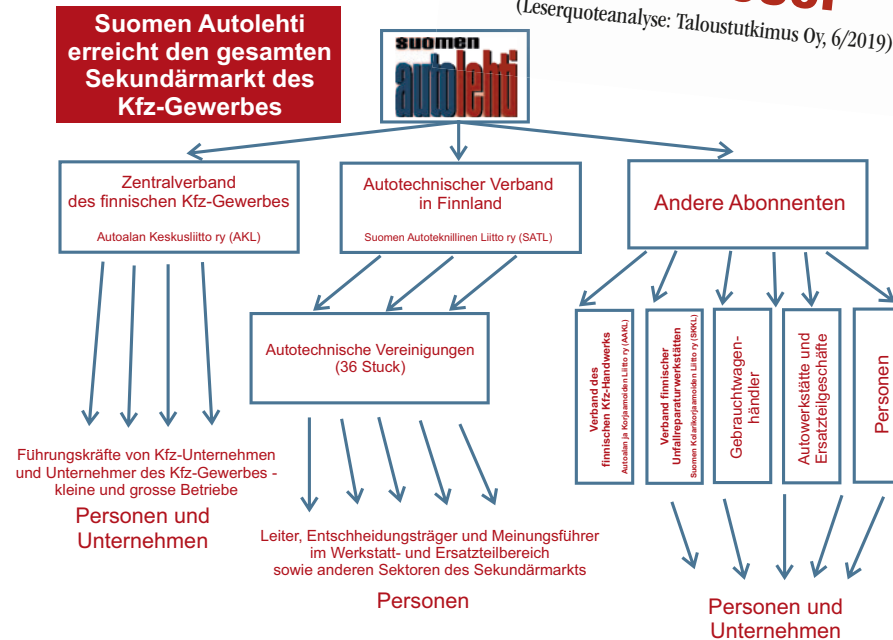 (Leserquoteanalyse: Taloustutkimus Oy, 6/2019)
Suomen Autolehti
erreicht den gesamten
Sekundärmarkt des
Kfz-Gewerbes
suomen
autolehti
Zentralverband
des finnischen Kfz-Gewerbes
Autoalan Keskusliitto ry (AKL)
Autotechnischer Verband
in Finnland
Suomen Autoteknillinen Liitto ry (SATL)
Andere Abonnenten
Autotechnische Vereinigungen
(36 Stuck)
Verband des
finnischen Kfz-Handwerks
Autoalan ja Korjaamoiden Liitto ry (AAKL)
Verband finnischer
Unfallreparaturwerkstätten
Suomen Kolarikorjaamoiden Liitto ry (SKKL)
Gebrauchtwagen-
händler
Autowerkstätte und
Ersatzteilgeschäfte
Personen
Führungskräfte von Kfz-Unternehmen
und Unternehmer des Kfz-Gewerbes -
kleine und grosse Betriebe
Personen und
Unternehmen
Leiter, Entschheidungsträger und Meinungsführer
im Werkstatt- und Ersatzteilbereich
sowie anderen Sektoren des Sekundärmarkts
Personen
Personen und
Unternehmen